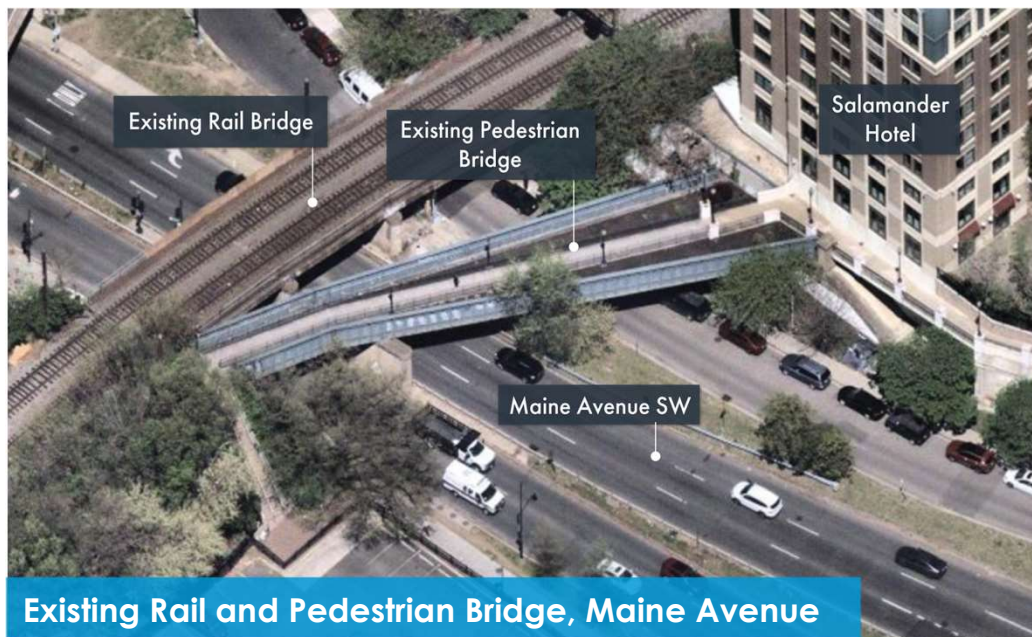 Existing Rail Bridge
Existing Pedestrian
Bridge
Salamander
Hotel
Maine Avenue SW
Existing Rail and Pedestrian Bridge, Maine Avenue